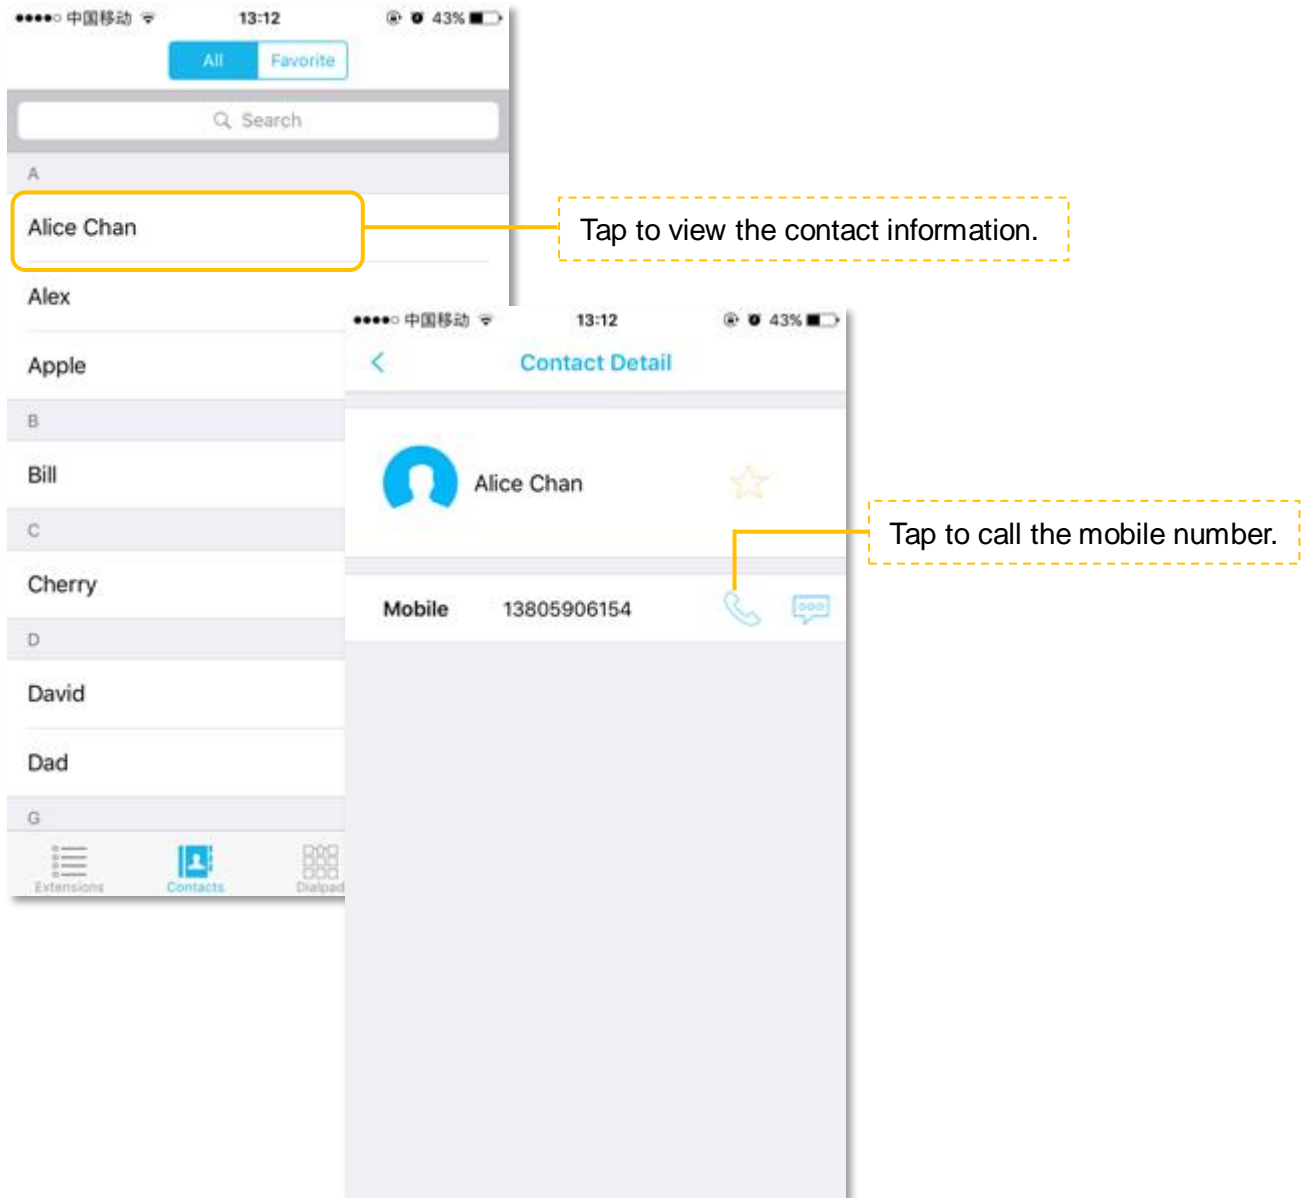 中国移动 13:12 43%
All Favorite
Search
A
Alice Chan
Tap to view the contact information.
Alex
Apple
B
Bill
C
Cherry
D
David
Dad
G
Extensions Contacts Dialpad
中国移动 13:12 43%
Contact Detail
Alice Chan
Tap to call the mobile number.
Mobile 13805906154